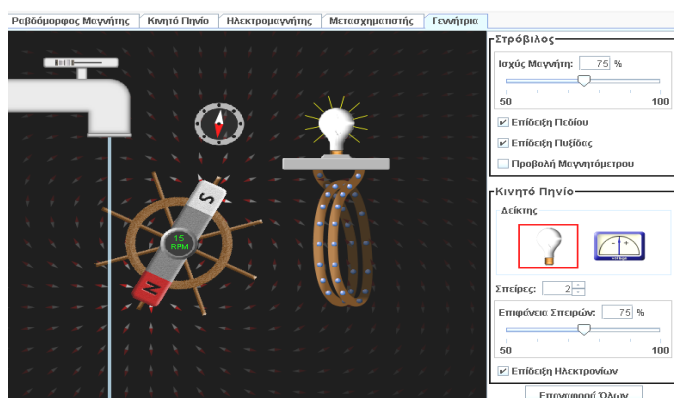 Ραβδόμορφος Μαγνήτης Κινητό Πηνίο Ηλεκτρομαγνήτης Μετασχηματιστής Γεννήτρια
Στρόβιλος
Ισχύς Μαγνήτη: 75 %
50 100
Επίδειξη Πεδίου
Επίδειξη Πυξίδας
Προβολή Μαγνητόμετρου
Κινητό Πηνίο
Δείκτης
voltage
Σπείρες: 2
Επιφάνεια Σπειρών: 75 %
50 100
Επίδειξη Ηλεκτρονίων
Επαναφορά Όλων
S
15
RPM
N